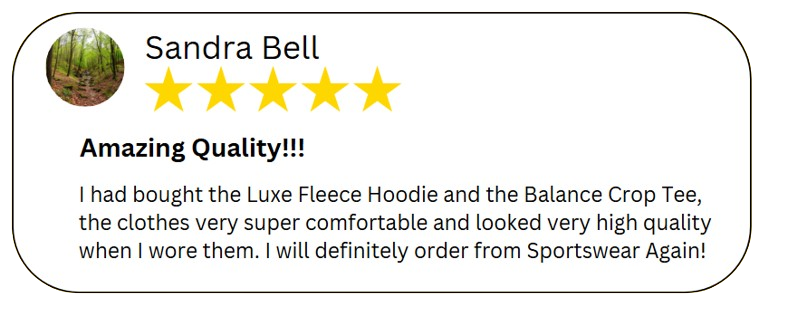 Sandra Bell
Amazing Quality!!!
I had bought the Luxe Fleece Hoodie and the Balance Crop Tee,
the clothes very super comfortable and looked very high quality
when I wore them. I will definitely order from Sportswear Again!